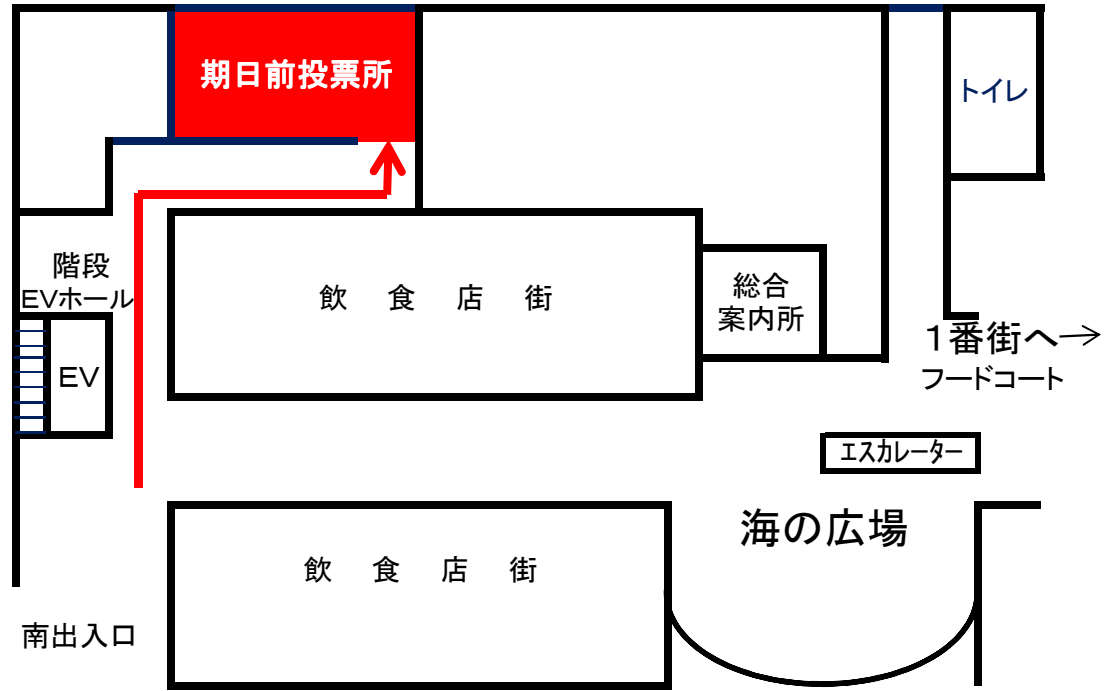 期日前投票所
トイレ
階段
EVホール
EV
飲　食　店　街
総合
案内所
１番街へ→
フードコート
エスカレーター
海の広場
飲　食　店　街
南出入口